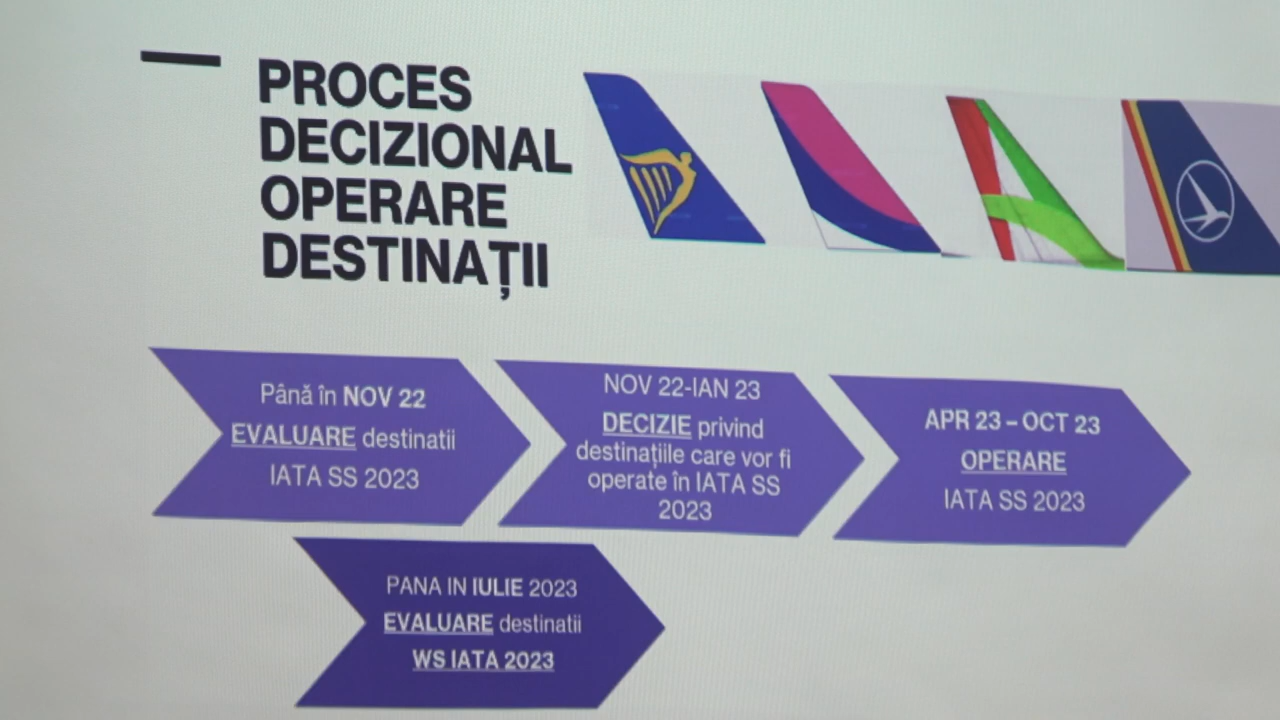 PROCES
DECIZIONAL
OPERARE
DESTINAȚII
Până în NOV 22
EVALUARE destinatii
IATA SS 2023
NOV 22-IAN 23
DECIZIE privind
destinațiile care vor fi
operate în IATA SS
2023
APR 23 – OCT 23
OPERARE
IATA SS 2023
PANA IN IULIE 2023
EVALUARE destinatii
WS IATA 2023